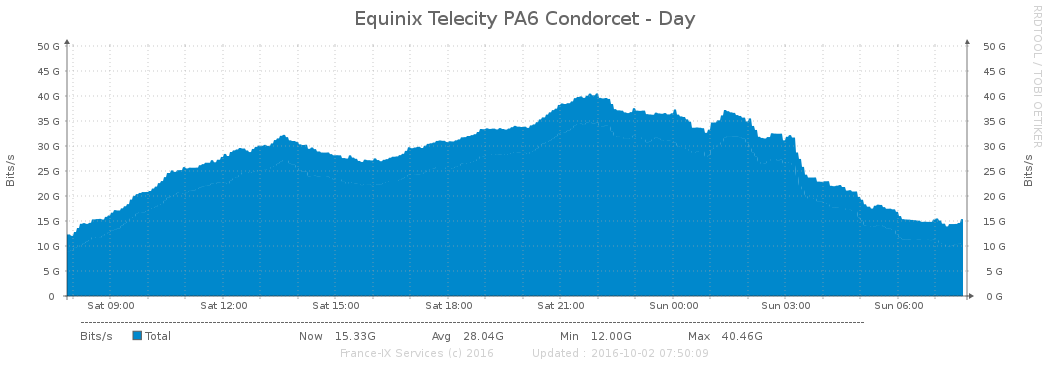 Equinix Telecity PA6 Condorcet - Day
RRDTOOL / TOBI OETIKER
Bits/s
Bits/s
50 G 50 G
45 G 45 G
40 G 40 G
35 G 35 G
30 G 30 G
25 G 25 G
20 G 20 G
15 G 15 G
10 G 10 G
5 G 5 G
0 0 G
Sat 09:00 Sat 12:00 Sat 15:00 Sat 18:00 Sat 21:00 Sun 00:00 Sun 03:00 Sun 06:00
Bits/s Total Now 15.33G Avg 28.04G Min 12.00G Max 40.46G
France-IX Services (c) 2016 Updated : 2016-10-02 07:50:09